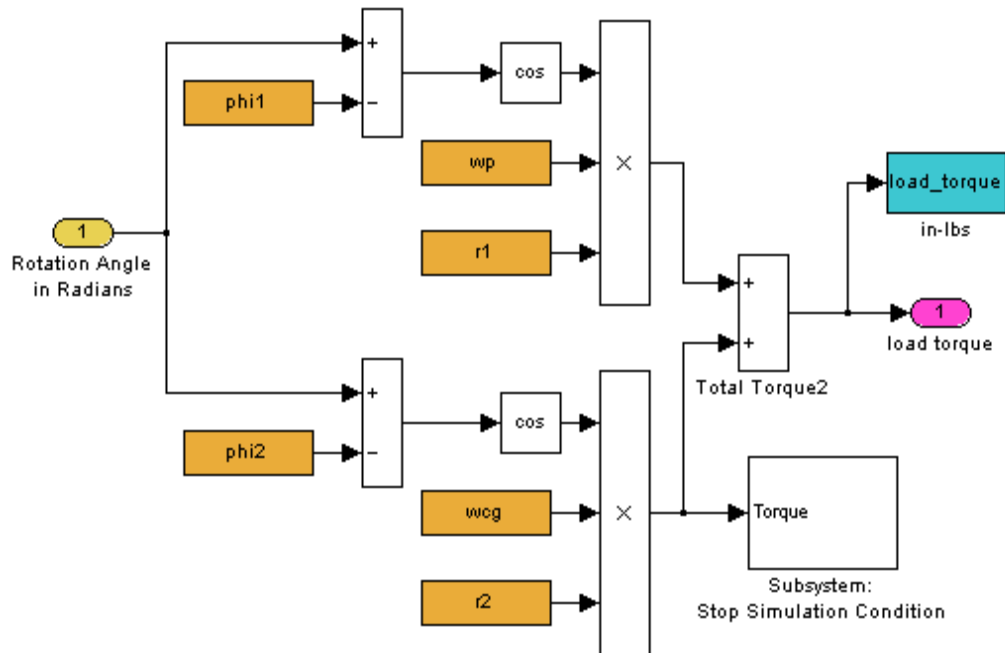 +
phi1
−
cos
wp
×
r1
1
Rotation Angle
in Radians
load_torque
in-lbs
+
+
Total Torque2
1
load torque
+
phi2
−
cos
wcg
×
r2
Torque
Subsystem:
Stop Simulation Condition